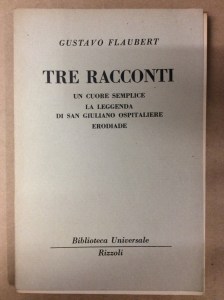 GUSTAVO FLAUBERT
TRE RACCONTI
UN CUORE SEMPLICE
LA LEGGENDA
DI SAN GIULIANO OSPITALIERE
ERODIADE
Biblioteca Universale
Rizzoli